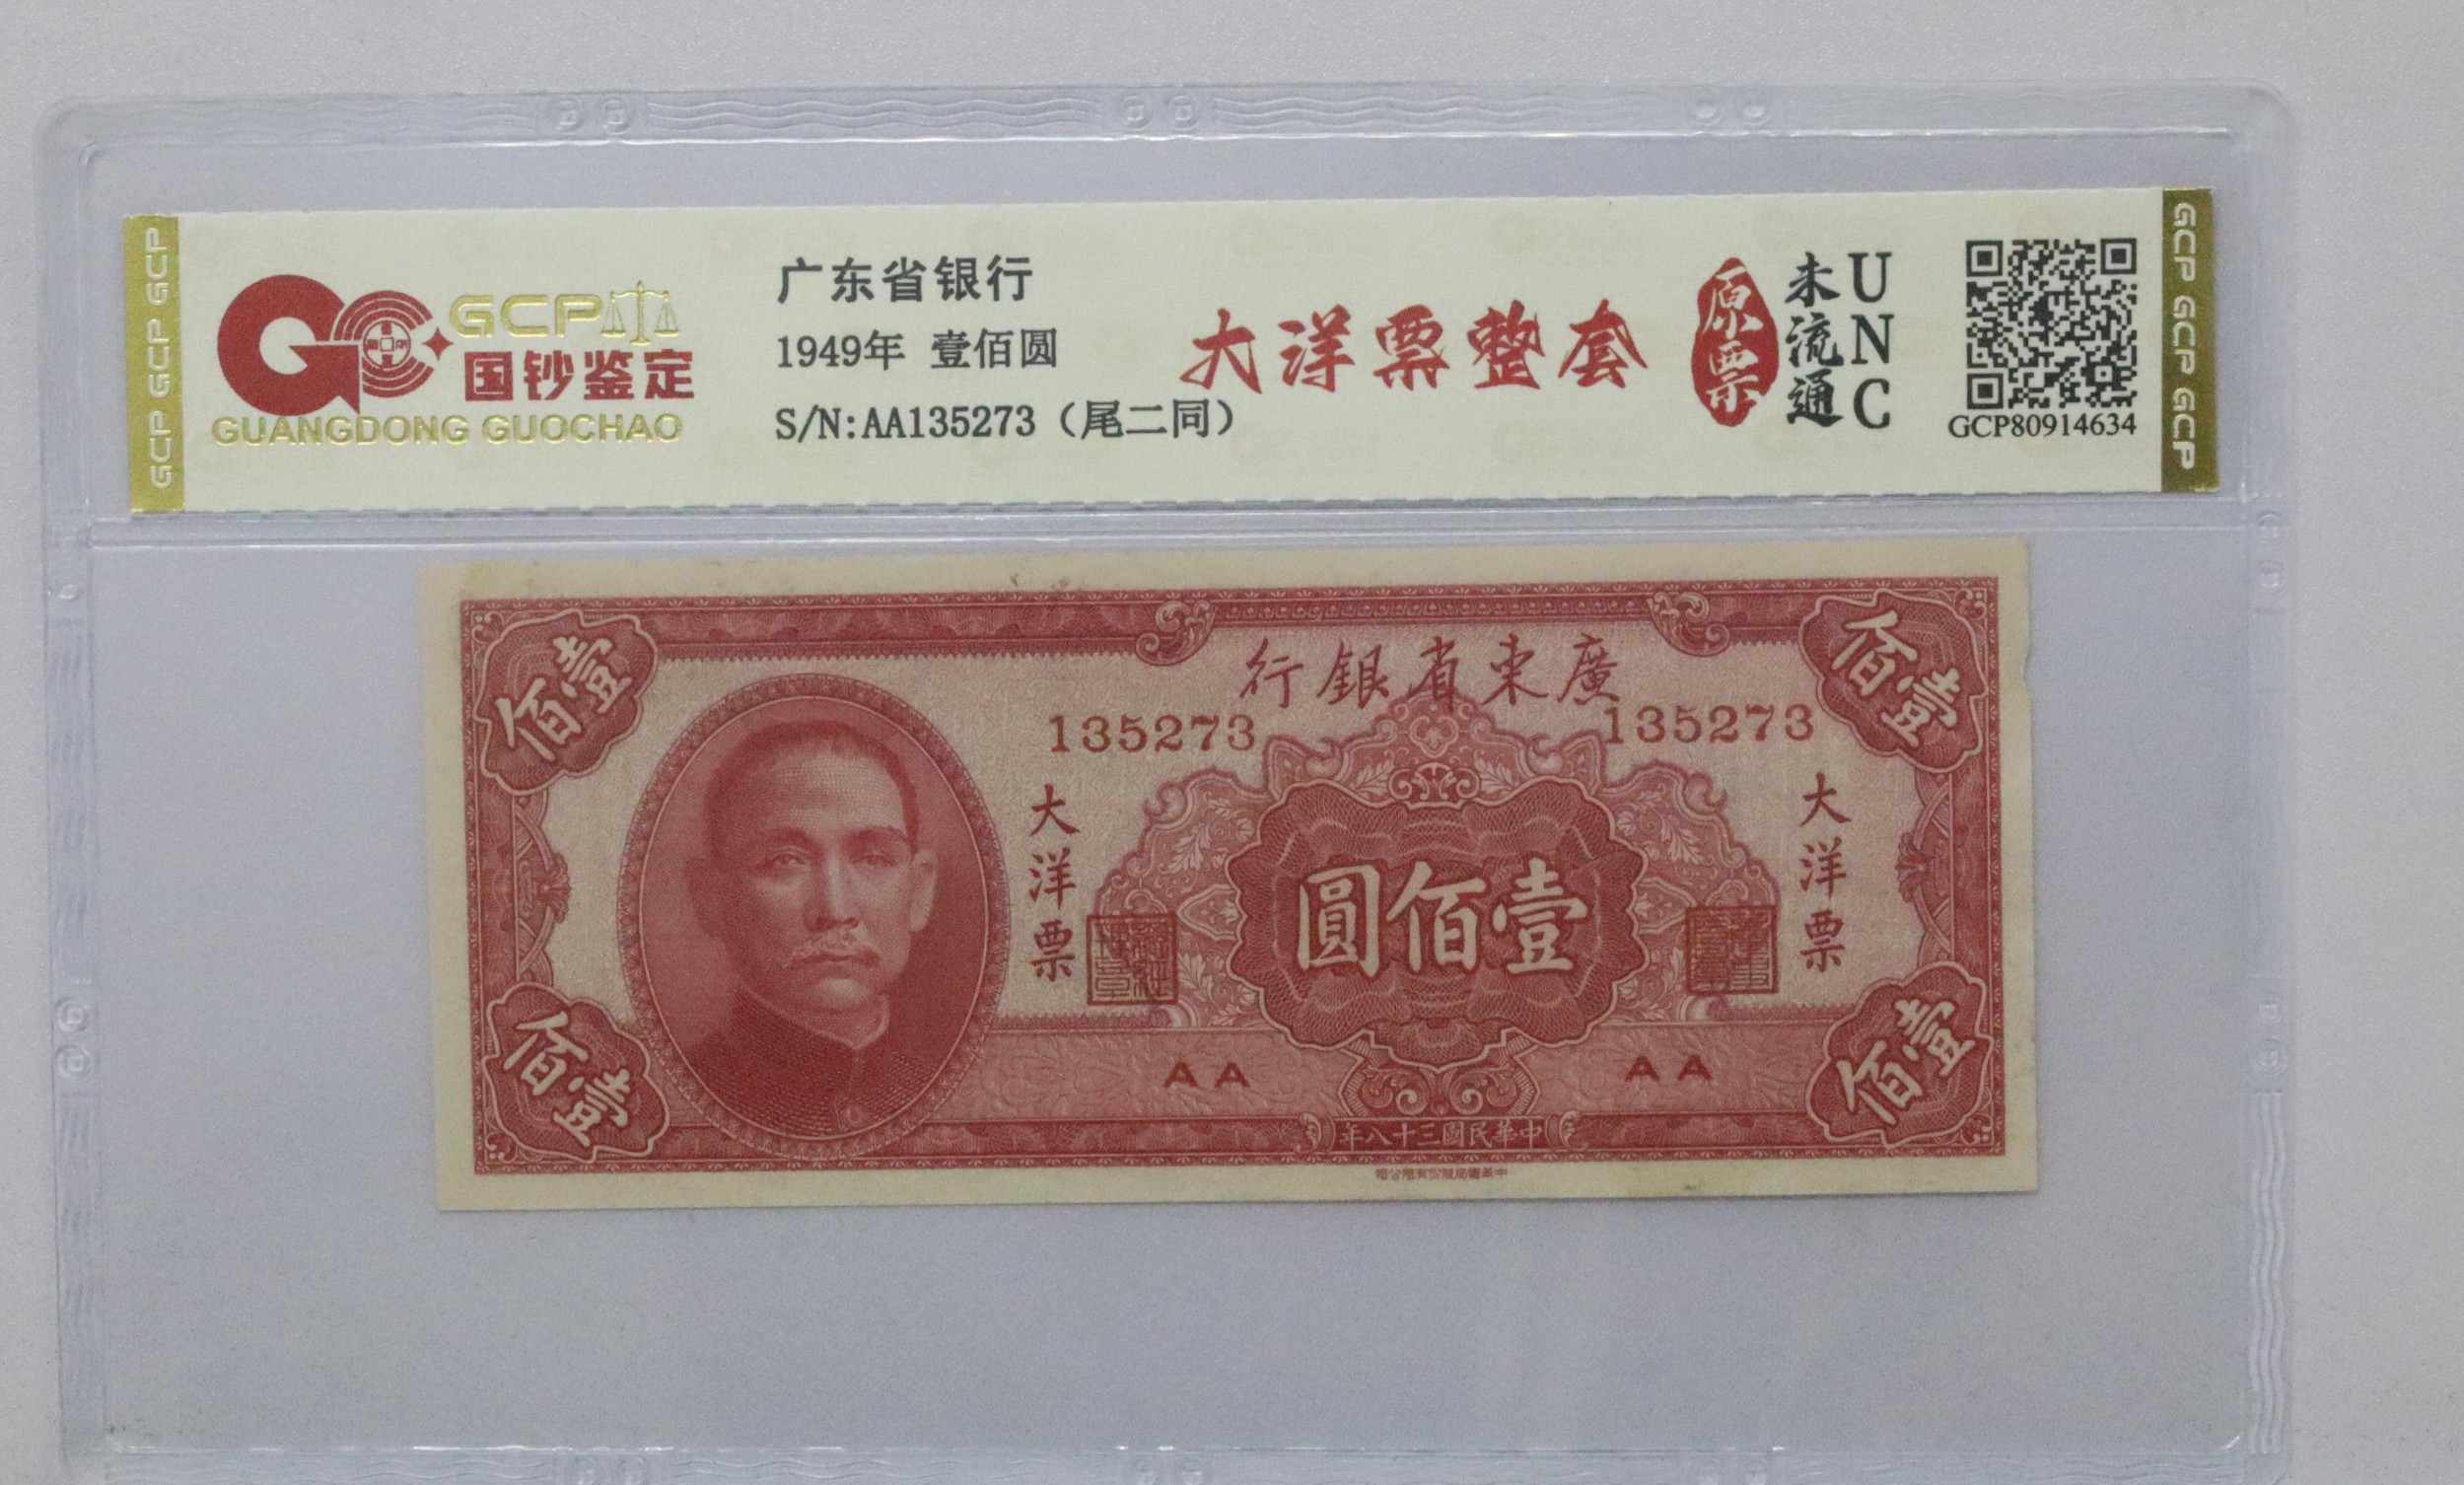 GCP GCP GCP
GCP
国钞鉴定
GUANGDONG GUOCHAO
广东省银行
1949年 壹佰圆
S/N:AA135273（尾二同）
大洋票整套
原票
未流通
UNC
GCP80914634
GCP GCP GCP
壹佰
壹佰
廣東省銀行
135273
135273
大洋票
大洋票
壹佰圓
AA
AA
壹佰
壹佰
中華民國三十八年